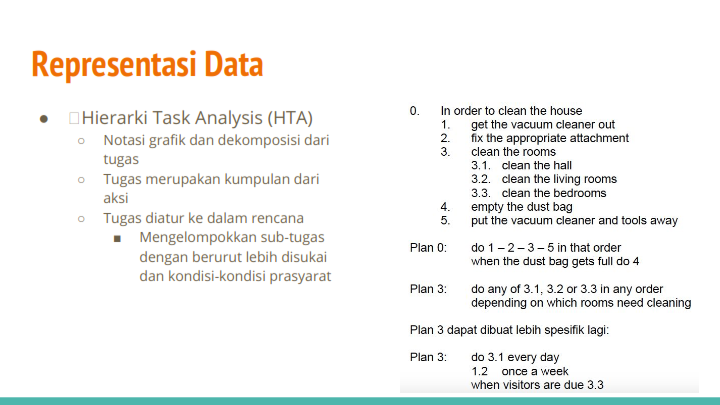 Representasi Data
● Hierarki Task Analysis (HTA)
○ Notasi grafik dan dekomposisi dari
tugas
○ Tugas merupakan kumpulan dari
aksi
○ Tugas diatur ke dalam rencana
■ Mengelompokkan sub-tugas
dengan berurut lebih disukai
dan kondisi-kondisi prasyarat
0. In order to clean the house
1. get the vacuum cleaner out
2. fix the appropriate attachment
3. clean the rooms
3.1. clean the hall
3.2. clean the living rooms
3.3. clean the bedrooms
4. empty the dust bag
5. put the vacuum cleaner and tools away
Plan 0: do 1 – 2 – 3 – 5 in that order
when the dust bag gets full do 4
Plan 3: do any of 3.1, 3.2 or 3.3 in any order
depending on which rooms need cleaning
Plan 3 dapat dibuat lebih spesifik lagi:
Plan 3: do 3.1 every day
1.2 once a week
when visitors are due 3.3